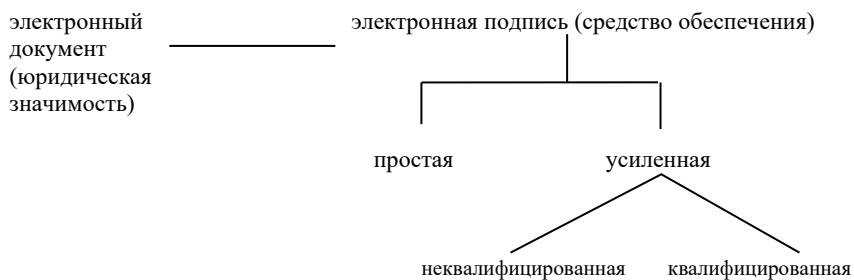 электронный
документ
(юридическая
значимость)
электронная подпись (средство обеспечения)
простая
усиленная
неквалифицированная
квалифицированная